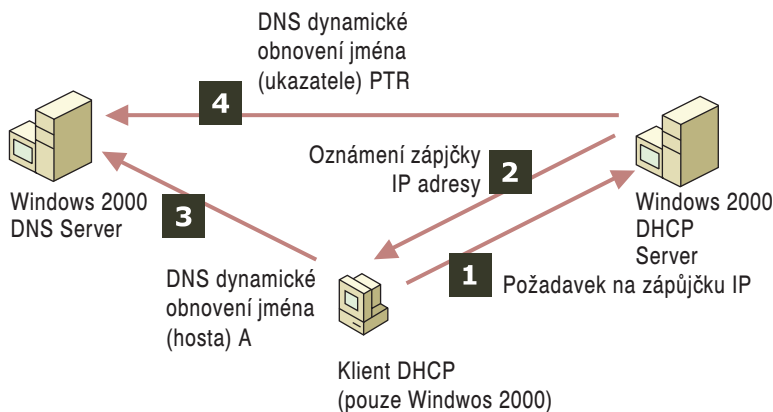 DNS dynamické
obnovení jména
(ukazatele) PTR
4
Oznámení zápjčky
IP adresy
2
Windows 2000
DNS Server
3
Windows 2000
DHCP
Server
1
Požadavek na zápůjčku IP
DNS dynamické
obnovení jména
(hosta) A
Klient DHCP
(pouze Windwos 2000)